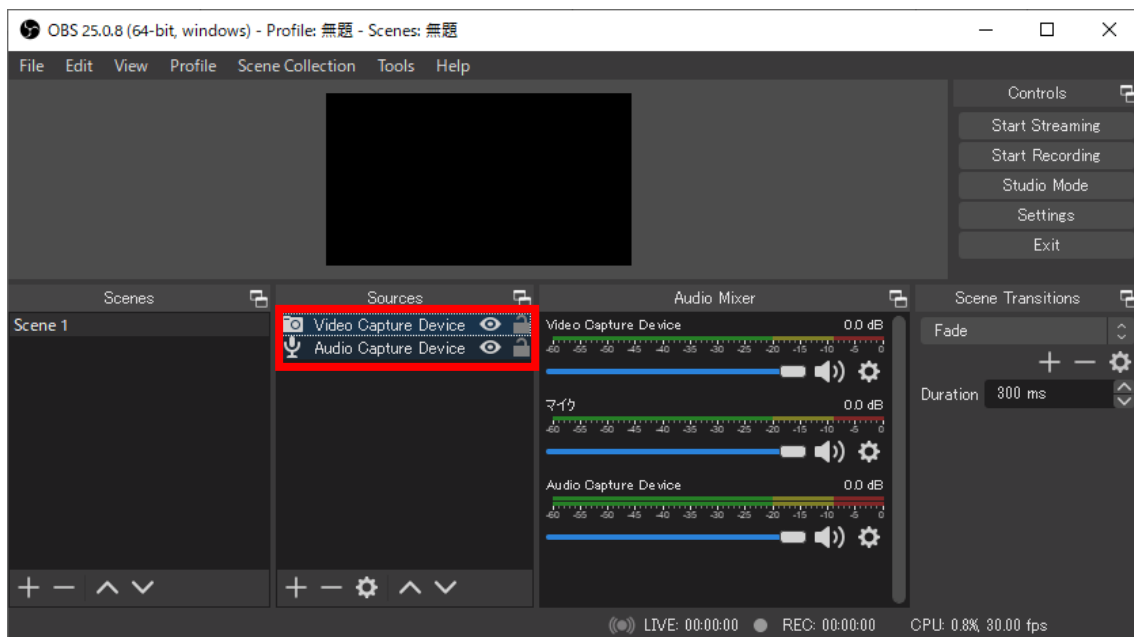 OBS 25.0.8 (64-bit, windows) - Profile: 無題 - Scenes: 無題
File Edit View Profile Scene Collection Tools Help
Controls
Start Streaming
Start Recording
Studio Mode
Settings
Exit
Scenes
Scene 1
Sources
Video Capture Device
Audio Capture Device
Audio Mixer
Video Capture Device 0.0 dB
-60 -55 -50 -45 -40 -35 -30 -25 -20 -15 -10 -5 0
マイク 0.0 dB
-60 -55 -50 -45 -40 -35 -30 -25 -20 -15 -10 -5 0
Audio Capture Device 0.0 dB
-60 -55 -50 -45 -40 -35 -30 -25 -20 -15 -10 -5 0
Scene Transitions
Fade
Duration 300 ms
LIVE: 00:00:00 REC: 00:00:00 CPU: 0.8%, 30.00 fps